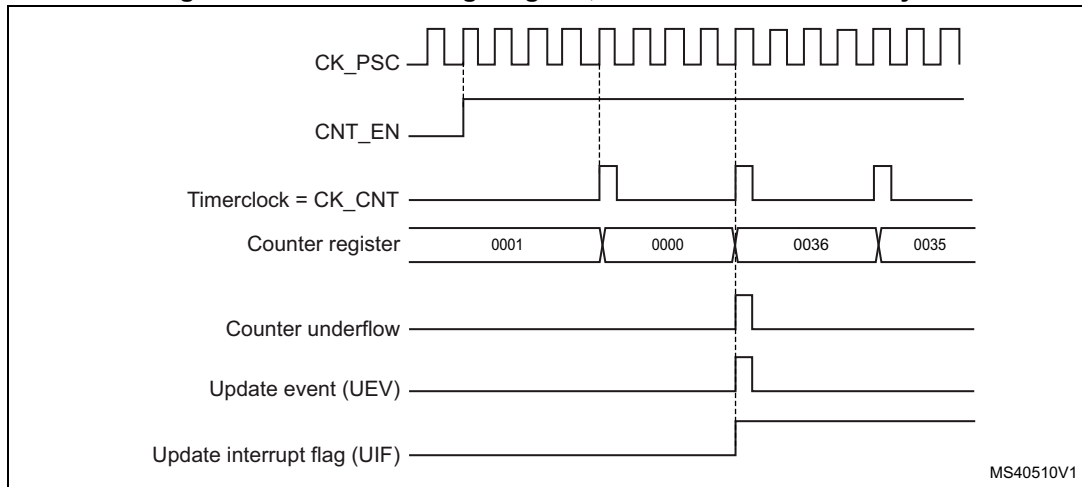 CK_PSC
CNT_EN
Timerclock = CK_CNT
Counter register 0001 0000 0036 0035
Counter underflow
Update event (UEV)
Update interrupt flag (UIF)
MS40510V1